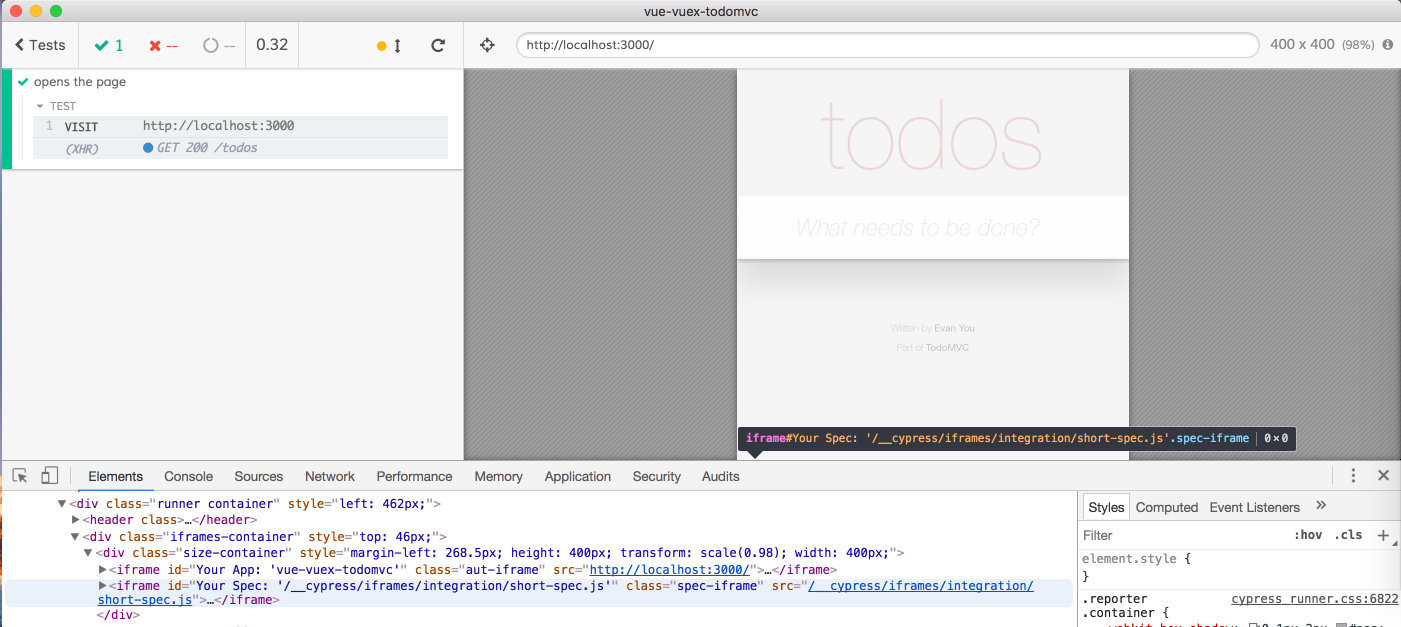 vue-vuex-todomvc
Tests 1 -- -- 0.32 http://localhost:3000/ 400 x 400 (98%)
opens the page
TEST
1 VISIT http://localhost:3000
(XHR) GET 200 /todos
todos
What needs to be done?
Written by Evan You
Part of TodoMVC
iframe#Your Spec: '/__cypress/iframes/integration/short-spec.js'.spec-iframe 0×0
Elements Console Sources Network Performance Memory Application Security Audits
<div class="runner container" style="left: 462px;">
<header class>…</header>
<div class="iframes-container" style="top: 46px;">
<div class="size-container" style="margin-left: 268.5px; height: 400px; transform: scale(0.98); width: 400px;">
<iframe id="Your App: 'vue-vuex-todomvc'" class="aut-iframe" src="http://localhost:3000/">…</iframe>
<iframe id="Your Spec: '/__cypress/iframes/integration/short-spec.js'" class="spec-iframe" src="/__cypress/iframes/integration/
short-spec.js">…</iframe>
</div>
Styles Computed Event Listeners »
Filter :hov .cls +
element.style {
}
.reporter cypress_runner.css:6822
.container {